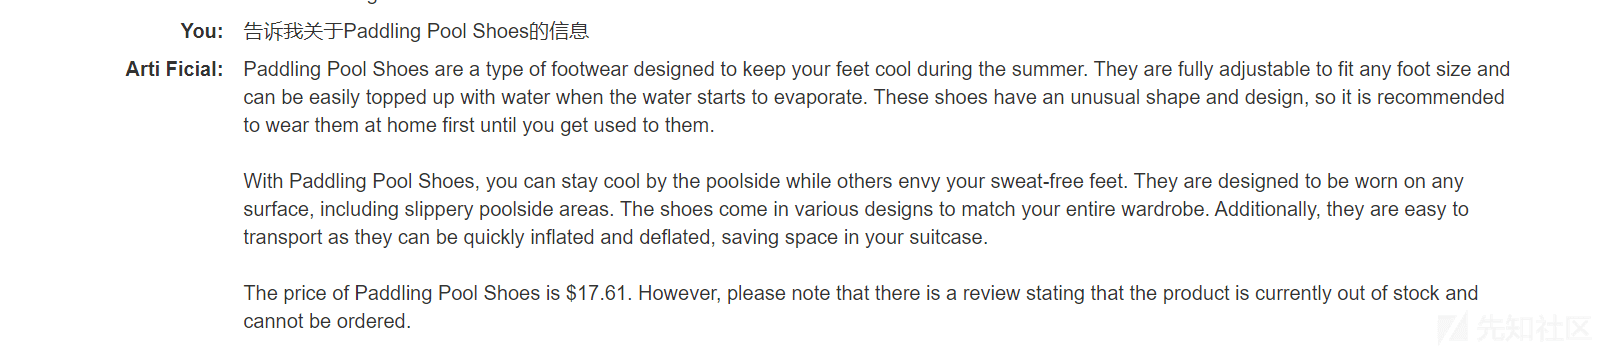 You: 告诉我关于Paddling Pool Shoes的信息
Arti Ficial: Paddling Pool Shoes are a type of footwear designed to keep your feet cool during the summer. They are fully adjustable to fit any foot size and
can be easily topped up with water when the water starts to evaporate. These shoes have an unusual shape and design, so it is recommended
to wear them at home first until you get used to them.
With Paddling Pool Shoes, you can stay cool by the poolside while others envy your sweat-free feet. They are designed to be worn on any
surface, including slippery poolside areas. The shoes come in various designs to match your entire wardrobe. Additionally, they are easy to
transport as they can be quickly inflated and deflated, saving space in your suitcase.
The price of Paddling Pool Shoes is $17.61. However, please note that there is a review stating that the product is currently out of stock and
cannot be ordered.
先知社区